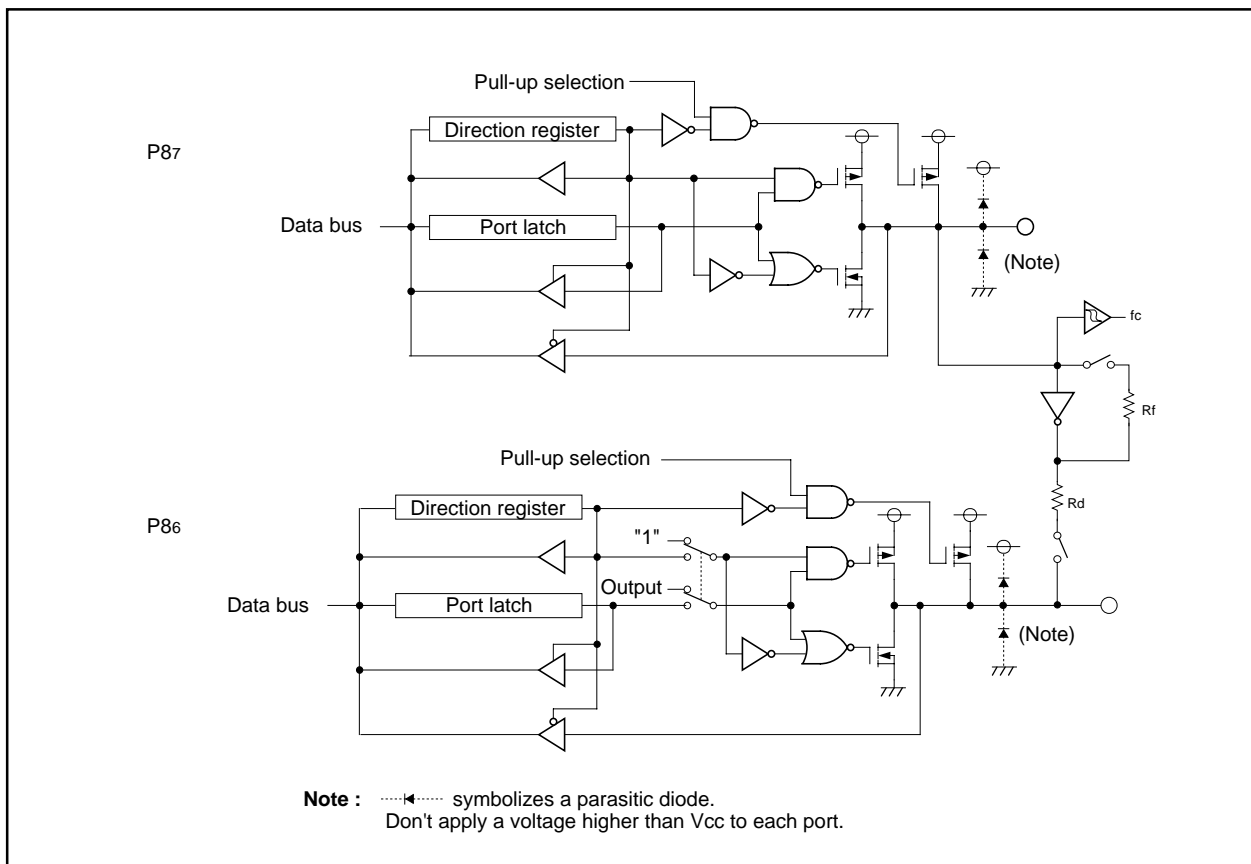 Pull-up selection
Direction register
P87
Data bus
Port latch
(Note)
fc
Rf
Pull-up selection
Direction register
Rd
P86
"1"
Output
Data bus
Port latch
(Note)
Note : symbolizes a parasitic diode.
Don't apply a voltage higher than Vcc to each port.